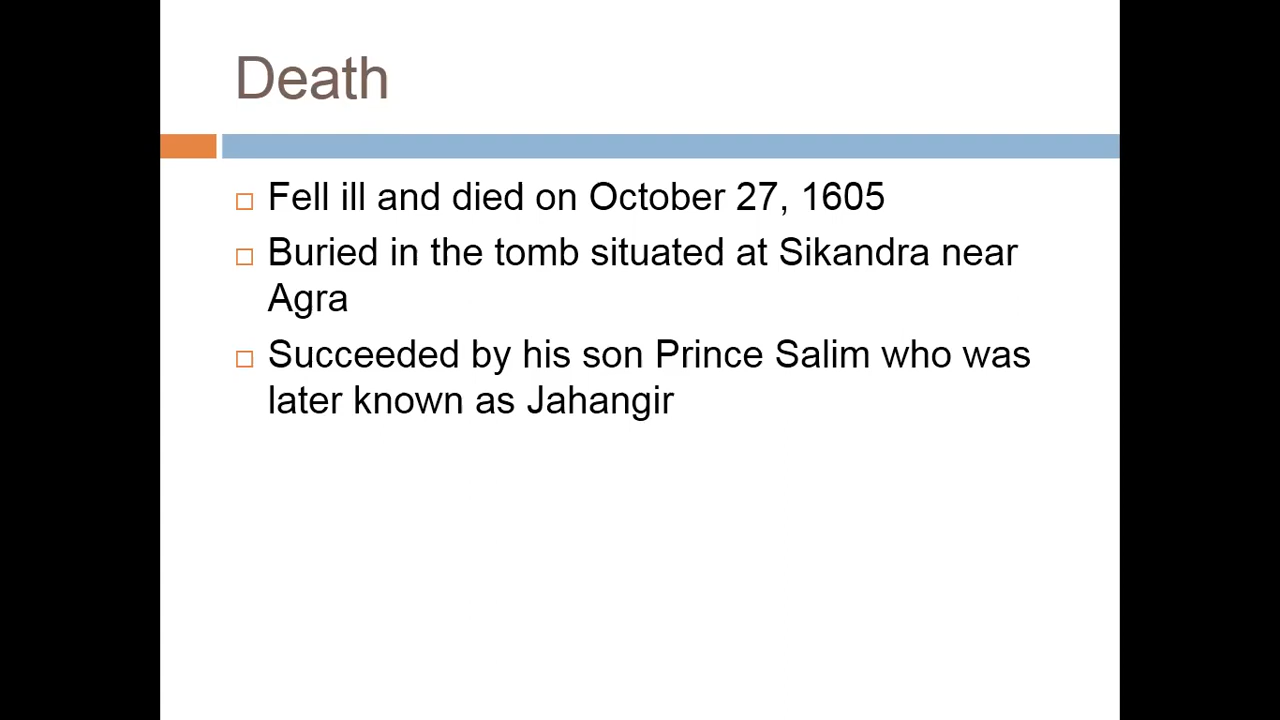 Death
Fell ill and died on October 27, 1605
Buried in the tomb situated at Sikandra near
Agra
Succeeded by his son Prince Salim who was
later known as Jahangir